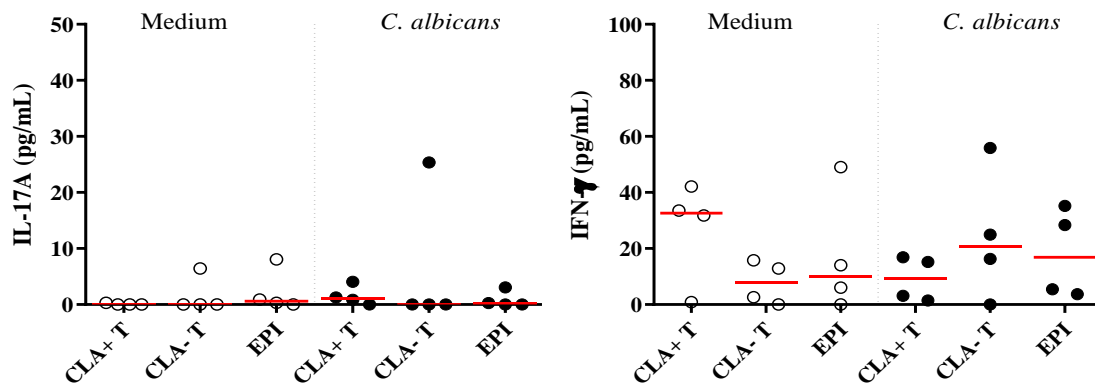 Medium
C. albicans
IL-17A (pg/mL)
50
40
30
20
10
0
CLA+ T
CLA- T
EPI
CLA+ T
CLA- T
EPI
Medium
C. albicans
IFN-γ (pg/mL)
100
80
60
40
20
0
CLA+ T
CLA- T
EPI
CLA+ T
CLA- T
EPI